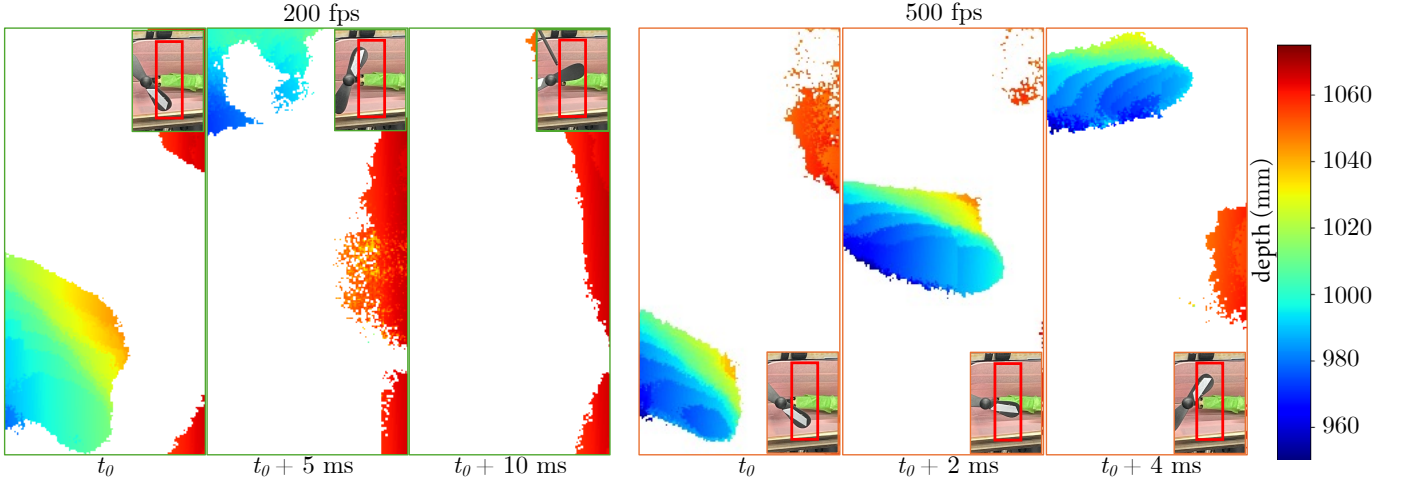 200 fps
500 fps
t0
t0 + 5 ms
t0 + 10 ms
t0
t0 + 2 ms
t0 + 4 ms
depth (mm)
1060
1040
1020
1000
980
960